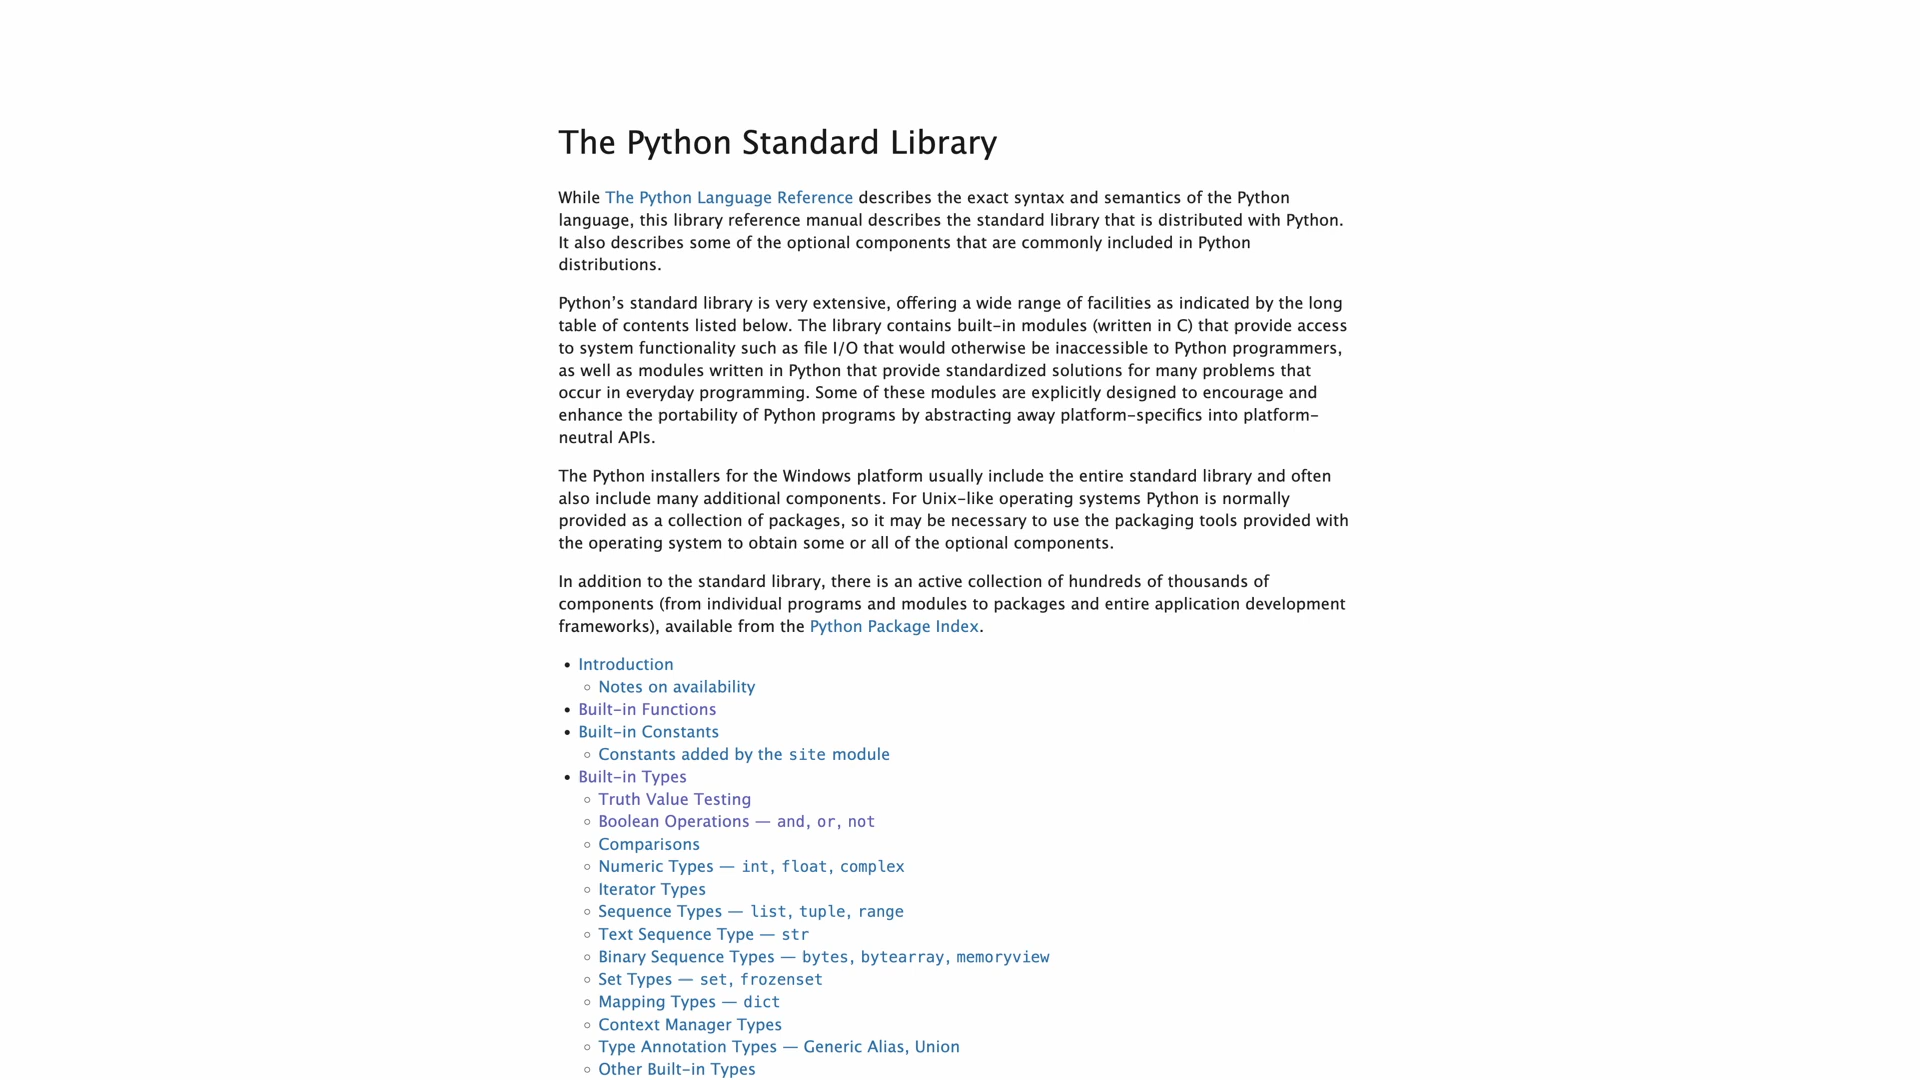 The Python Standard Library
While The Python Language Reference describes the exact syntax and semantics of the Python
language, this library reference manual describes the standard library that is distributed with Python.
It also describes some of the optional components that are commonly included in Python
distributions.
Python’s standard library is very extensive, offering a wide range of facilities as indicated by the long
table of contents listed below. The library contains built-in modules (written in C) that provide access
to system functionality such as file I/O that would otherwise be inaccessible to Python programmers,
as well as modules written in Python that provide standardized solutions for many problems that
occur in everyday programming. Some of these modules are explicitly designed to encourage and
enhance the portability of Python programs by abstracting away platform-specifics into platform-
neutral APIs.
The Python installers for the Windows platform usually include the entire standard library and often
also include many additional components. For Unix-like operating systems Python is normally
provided as a collection of packages, so it may be necessary to use the packaging tools provided with
the operating system to obtain some or all of the optional components.
In addition to the standard library, there is an active collection of hundreds of thousands of
components (from individual programs and modules to packages and entire application development
frameworks), available from the Python Package Index.
• Introduction
◦ Notes on availability
• Built-in Functions
• Built-in Constants
◦ Constants added by the site module
• Built-in Types
◦ Truth Value Testing
◦ Boolean Operations — and, or, not
◦ Comparisons
◦ Numeric Types — int, float, complex
◦ Iterator Types
◦ Sequence Types — list, tuple, range
◦ Text Sequence Type — str
◦ Binary Sequence Types — bytes, bytearray, memoryview
◦ Set Types — set, frozenset
◦ Mapping Types — dict
◦ Context Manager Types
◦ Type Annotation Types — Generic Alias, Union
◦ Other Built-in Types